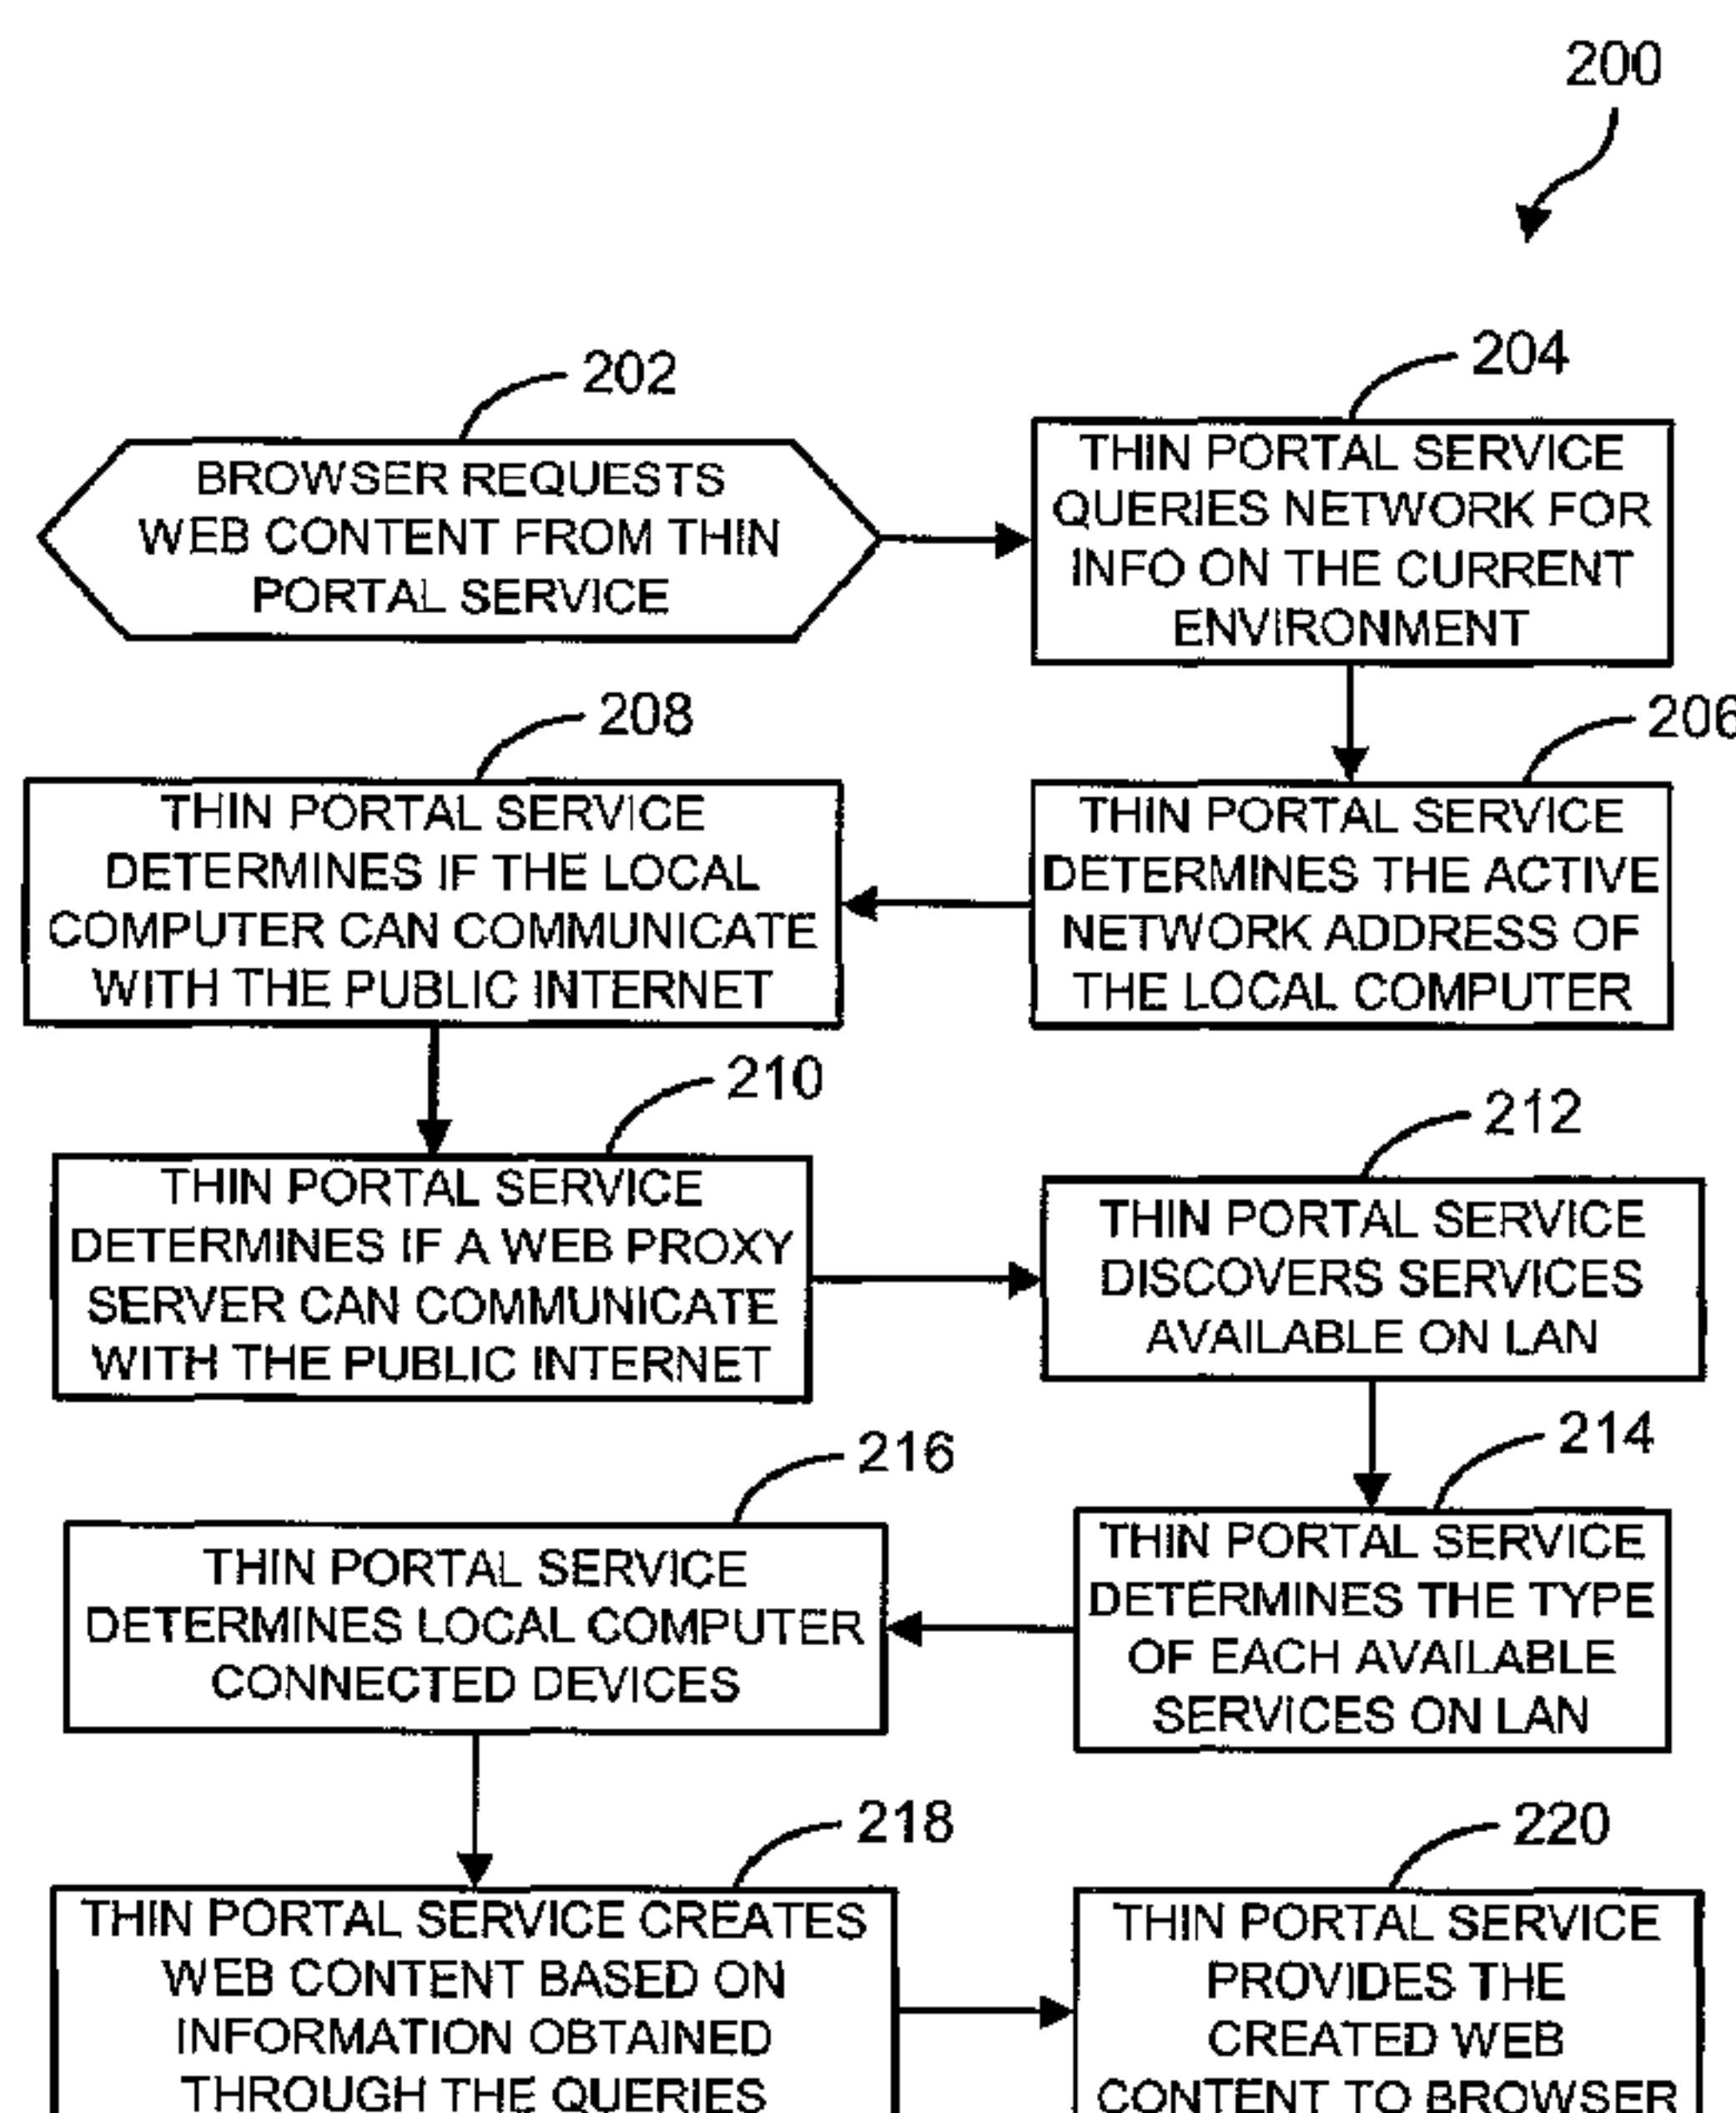 200
202
BROWSER REQUESTS
WEB CONTENT FROM THIN
PORTAL SERVICE
204
THIN PORTAL SERVICE
QUERIES NETWORK FOR
INFO ON THE CURRENT
ENVIRONMENT
206
THIN PORTAL SERVICE
DETERMINES THE ACTIVE
NETWORK ADDRESS OF
THE LOCAL COMPUTER
208
THIN PORTAL SERVICE
DETERMINES IF THE LOCAL
COMPUTER CAN COMMUNICATE
WITH THE PUBLIC INTERNET
210
THIN PORTAL SERVICE
DETERMINES IF A WEB PROXY
SERVER CAN COMMUNICATE
WITH THE PUBLIC INTERNET
212
THIN PORTAL SERVICE
DISCOVERS SERVICES
AVAILABLE ON LAN
214
THIN PORTAL SERVICE
DETERMINES THE TYPE
OF EACH AVAILABLE
SERVICES ON LAN
216
THIN PORTAL SERVICE
DETERMINES LOCAL COMPUTER
CONNECTED DEVICES
218
THIN PORTAL SERVICE CREATES
WEB CONTENT BASED ON
INFORMATION OBTAINED
THROUGH THE QUERIES
220
THIN PORTAL SERVICE
PROVIDES THE
CREATED WEB
CONTENT TO BROWSER